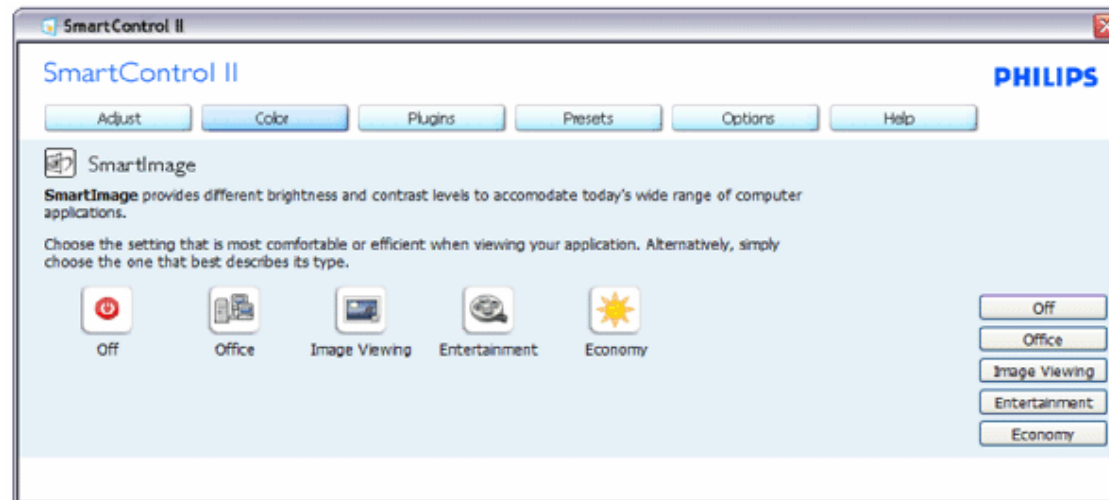 SmartControl II
SmartControl II
PHILIPS
Adjust Color Plugins Presets Options Help
SmartImage
SmartImage provides different brightness and contrast levels to accomodate today's wide range of computer
applications.
Choose the setting that is most comfortable or efficient when viewing your application. Alternatively, simply
choose the one that best describes its type.
Off Office Image Viewing Entertainment Economy
Off
Office
Image Viewing
Entertainment
Economy